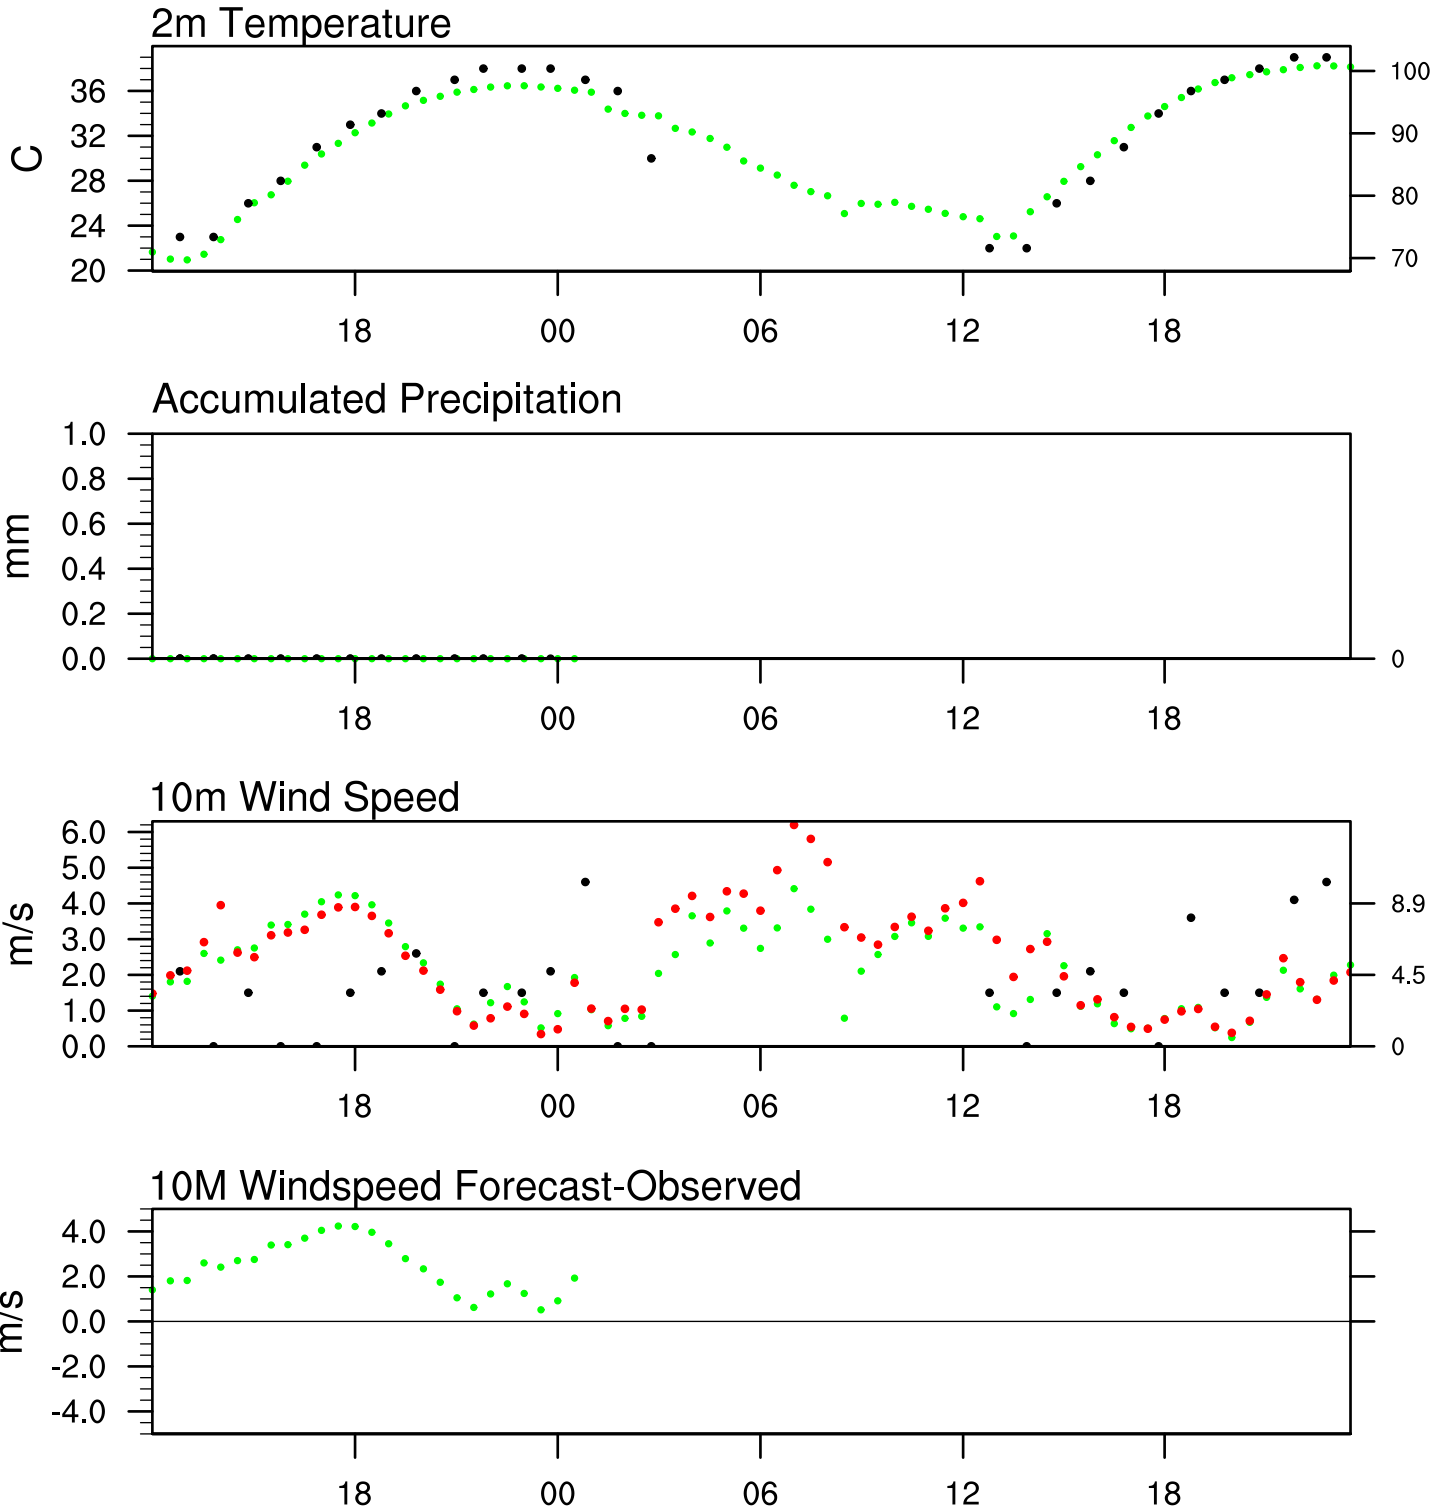 2m Temperature
C
36
32
28
24
20
100
90
80
70
18 00 06 12 18
Accumulated Precipitation
mm
1.0
0.8
0.6
0.4
0.2
0.0
0
18 00 06 12 18
10m Wind Speed
m/s
6.0
5.0
4.0
3.0
2.0
1.0
0.0
8.9
4.5
0
18 00 06 12 18
10M Windspeed Forecast-Observed
m/s
4.0
2.0
0.0
-2.0
-4.0
18 00 06 12 18